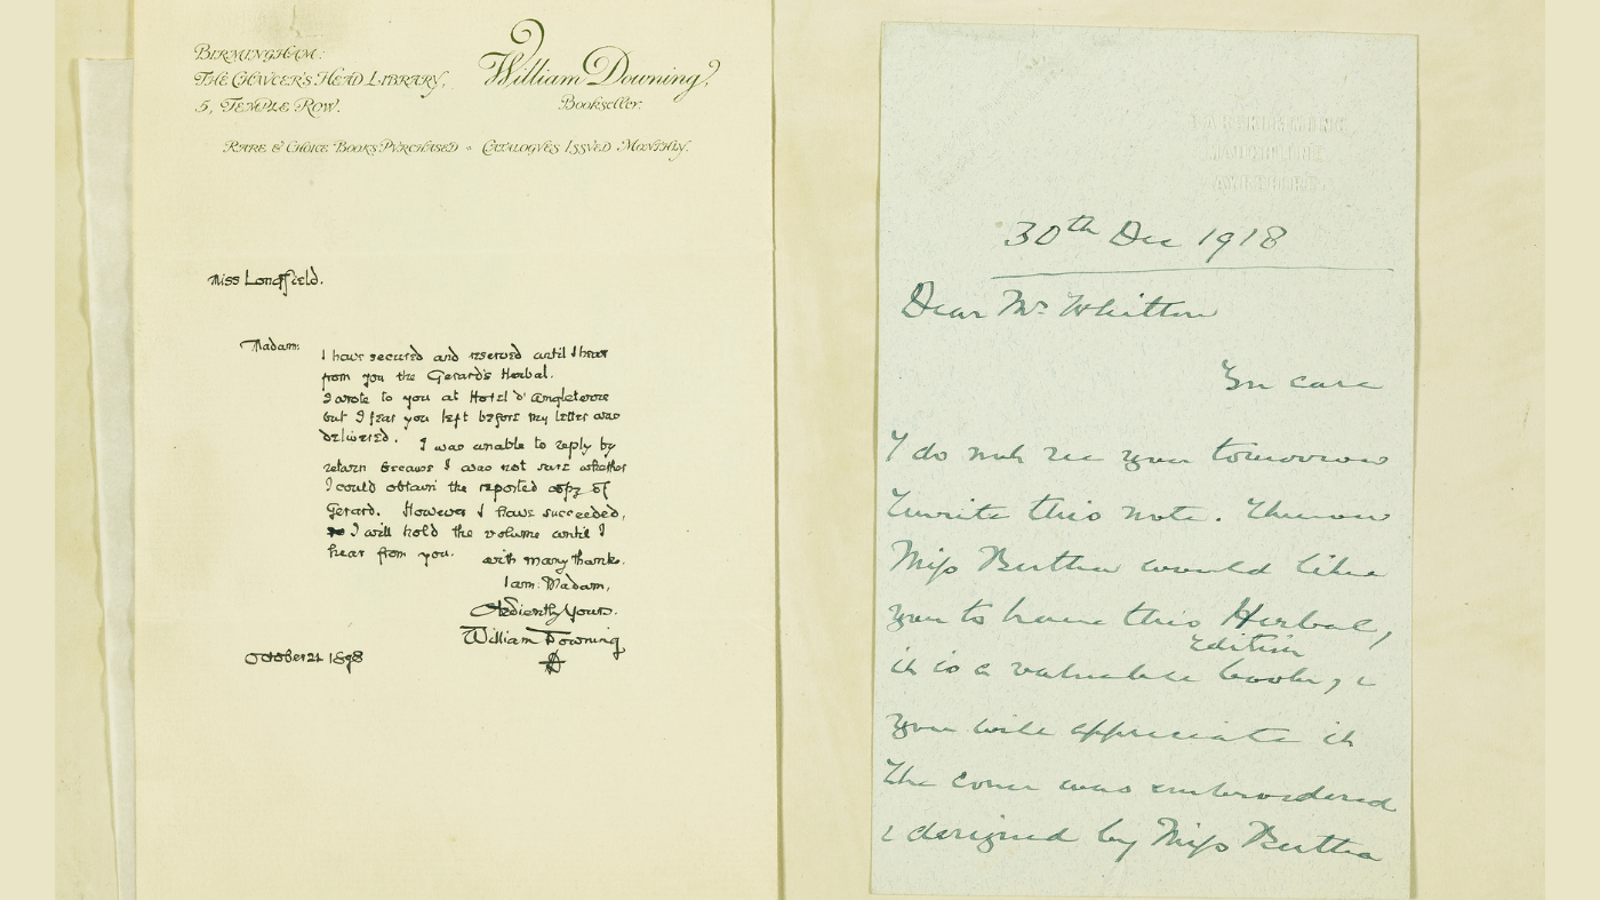 BIRMINGHAM:
THE CHAUCER'S HEAD LIBRARY,
5, TEMPLE ROW.
William Downing,
Bookseller.
RARE & CHOICE BOOKS PURCHASED • CATALOGUES ISSUED MONTHLY.
Miss Longfield.
Madam:
I have secured and reserved until I hear
from you the Gerard's Herbal.
I wrote to you at Hotel d'Angleterre
but I fear you left before my letter was
delivered. I was unable to reply by
return because I was not sure whether
I could obtain the reported copy of
Gerard. However I have succeeded,
I will hold the volume until I
hear from you. with many thanks.
I am: Madam,
Obediently Yours.
William Downing
October 21 1898
MAUCHLINE
AYRSHIRE.
30th Dec 1918
Dear Mr Whitton
In case
I do not see you tomorrow
I write this note.
Miss Bertha would like
you to have this Herbal,
Edition
it is a valuable book, &
you will appreciate it
The cover was embroidered
& designed by Miss Bertha